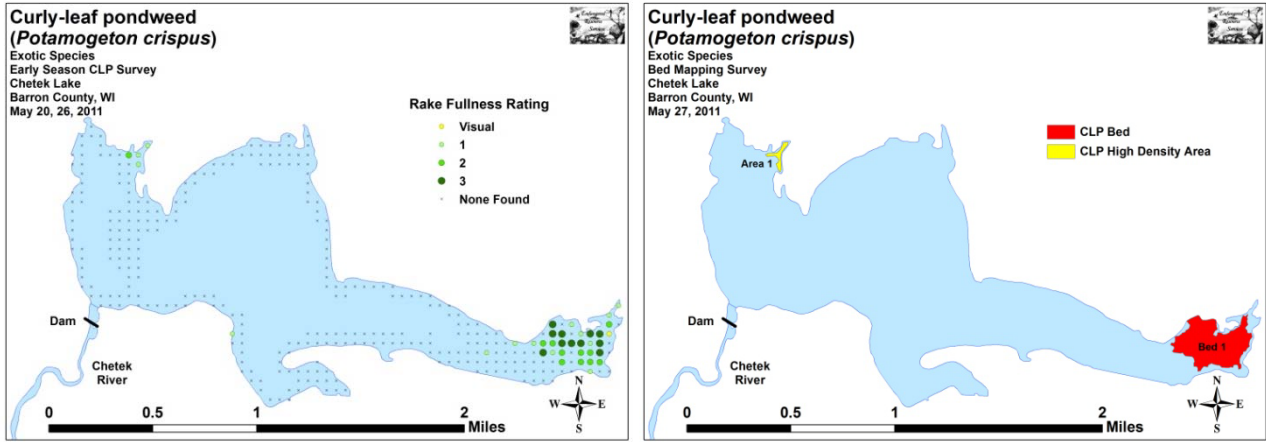 Curly-leaf pondweed
(Potamogeton crispus)
Exotic Species
Early Season CLP Survey
Chetek Lake
Barron County, WI
May 20, 26, 2011
Rake Fullness Rating
Visual
1
2
3
None Found
Dam
Chetek
River
N
W E
S
0 0.5 1 2
Miles
Curly-leaf pondweed
(Potamogeton crispus)
Exotic Species
Bed Mapping Survey
Chetek Lake
Barron County, WI
May 27, 2011
CLP Bed
CLP High Density Area
Area 1
Dam
Bed 1
Chetek
River
N
W E
S
0 0.5 1 2
Miles